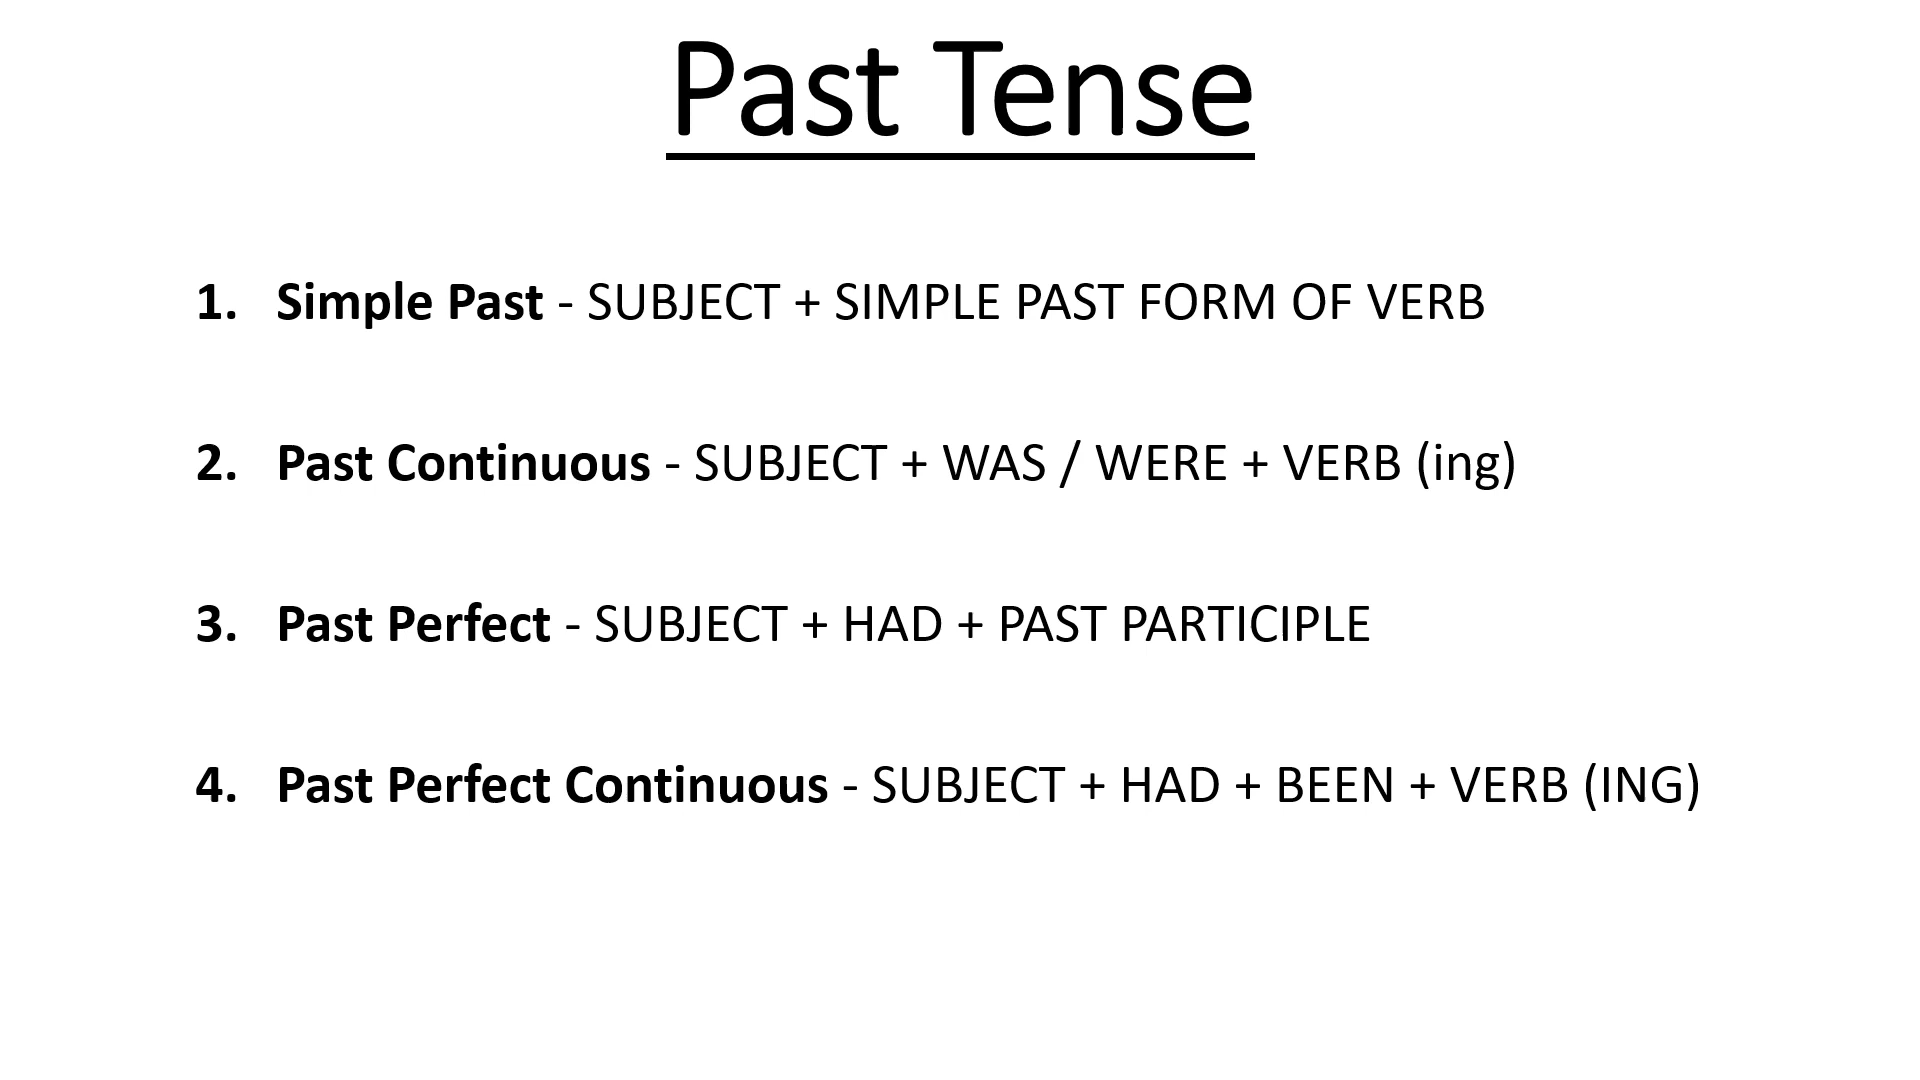 Past Tense
1. Simple Past - SUBJECT + SIMPLE PAST FORM OF VERB
2. Past Continuous - SUBJECT + WAS / WERE + VERB (ing)
3. Past Perfect - SUBJECT + HAD + PAST PARTICIPLE
4. Past Perfect Continuous - SUBJECT + HAD + BEEN + VERB (ING)